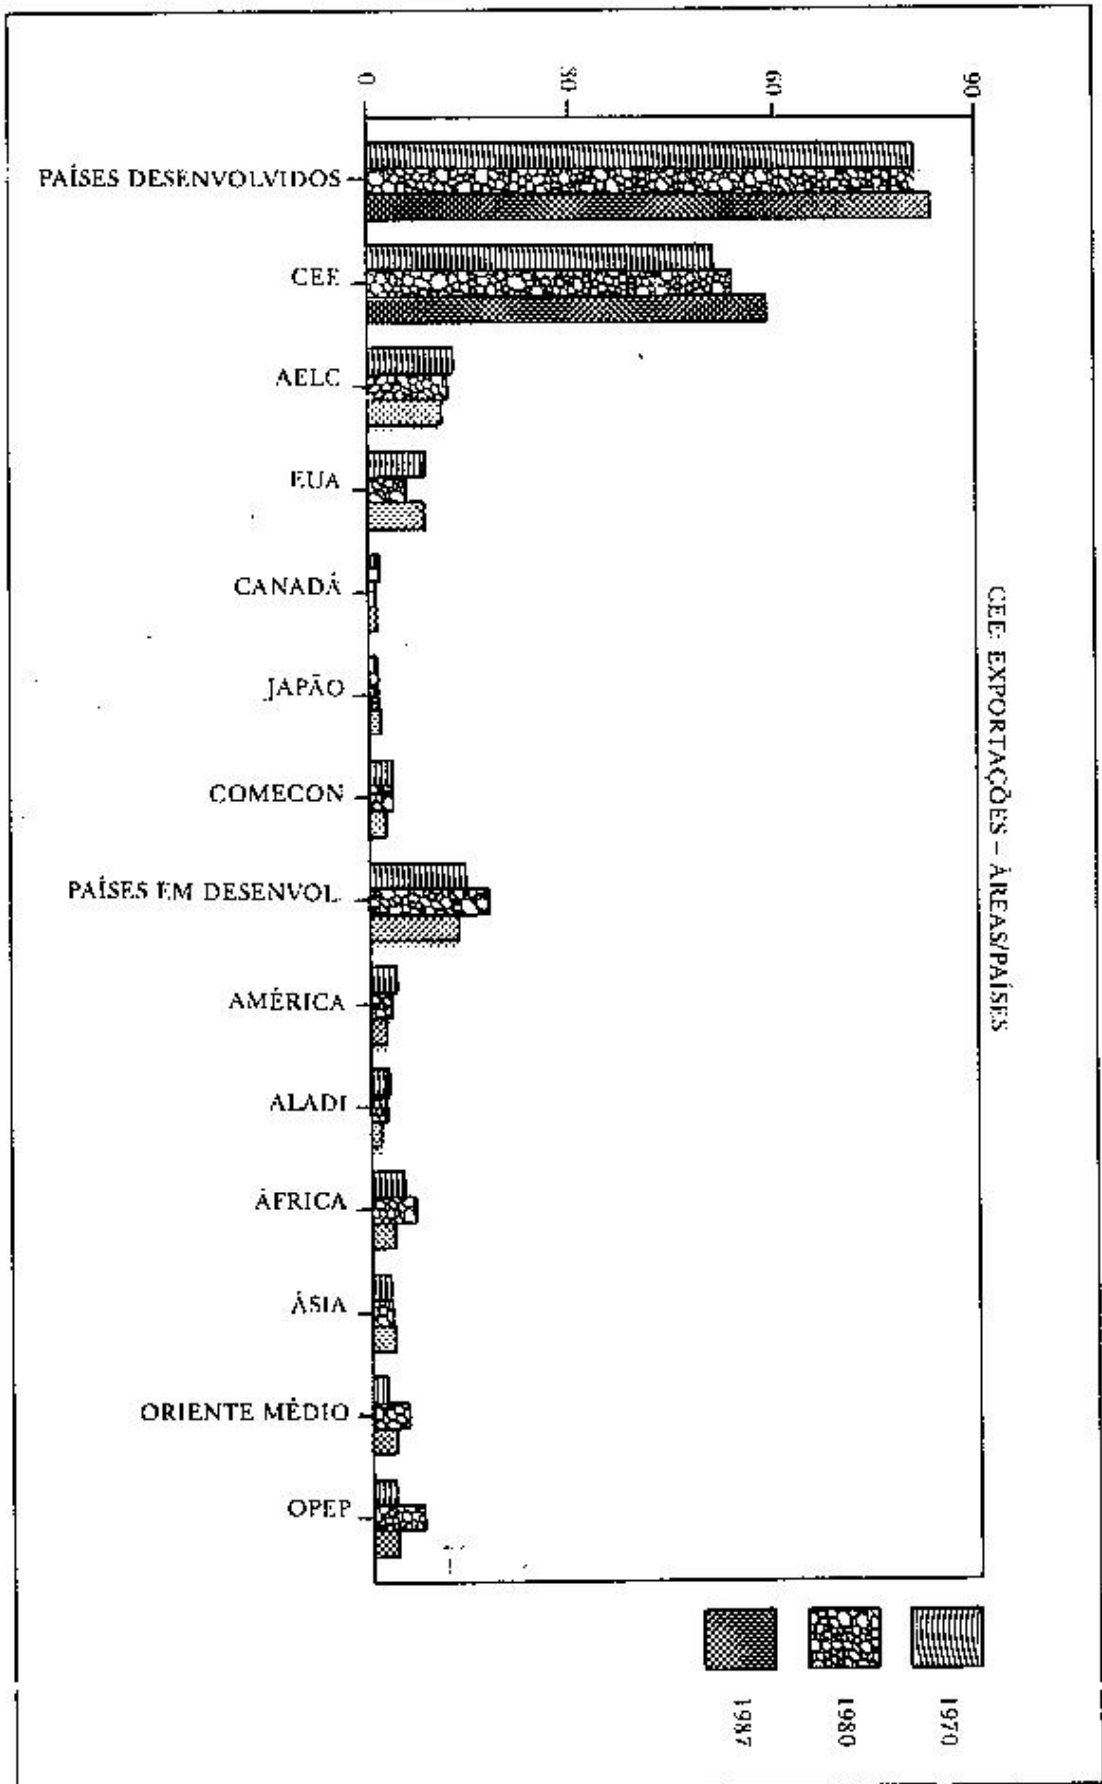 CEE: EXPORTAÇÕES – ÁREAS/PAÍSES
90
60
30
0
PAÍSES DESENVOLVIDOS
CEE
AELC
EUA
CANADÁ
JAPÃO
COMECON
PAÍSES EM DESENVOL.
AMÉRICA
ALADI
ÁFRICA
ÁSIA
ORIENTE MÉDIO
OPEP
1970
1980
1987